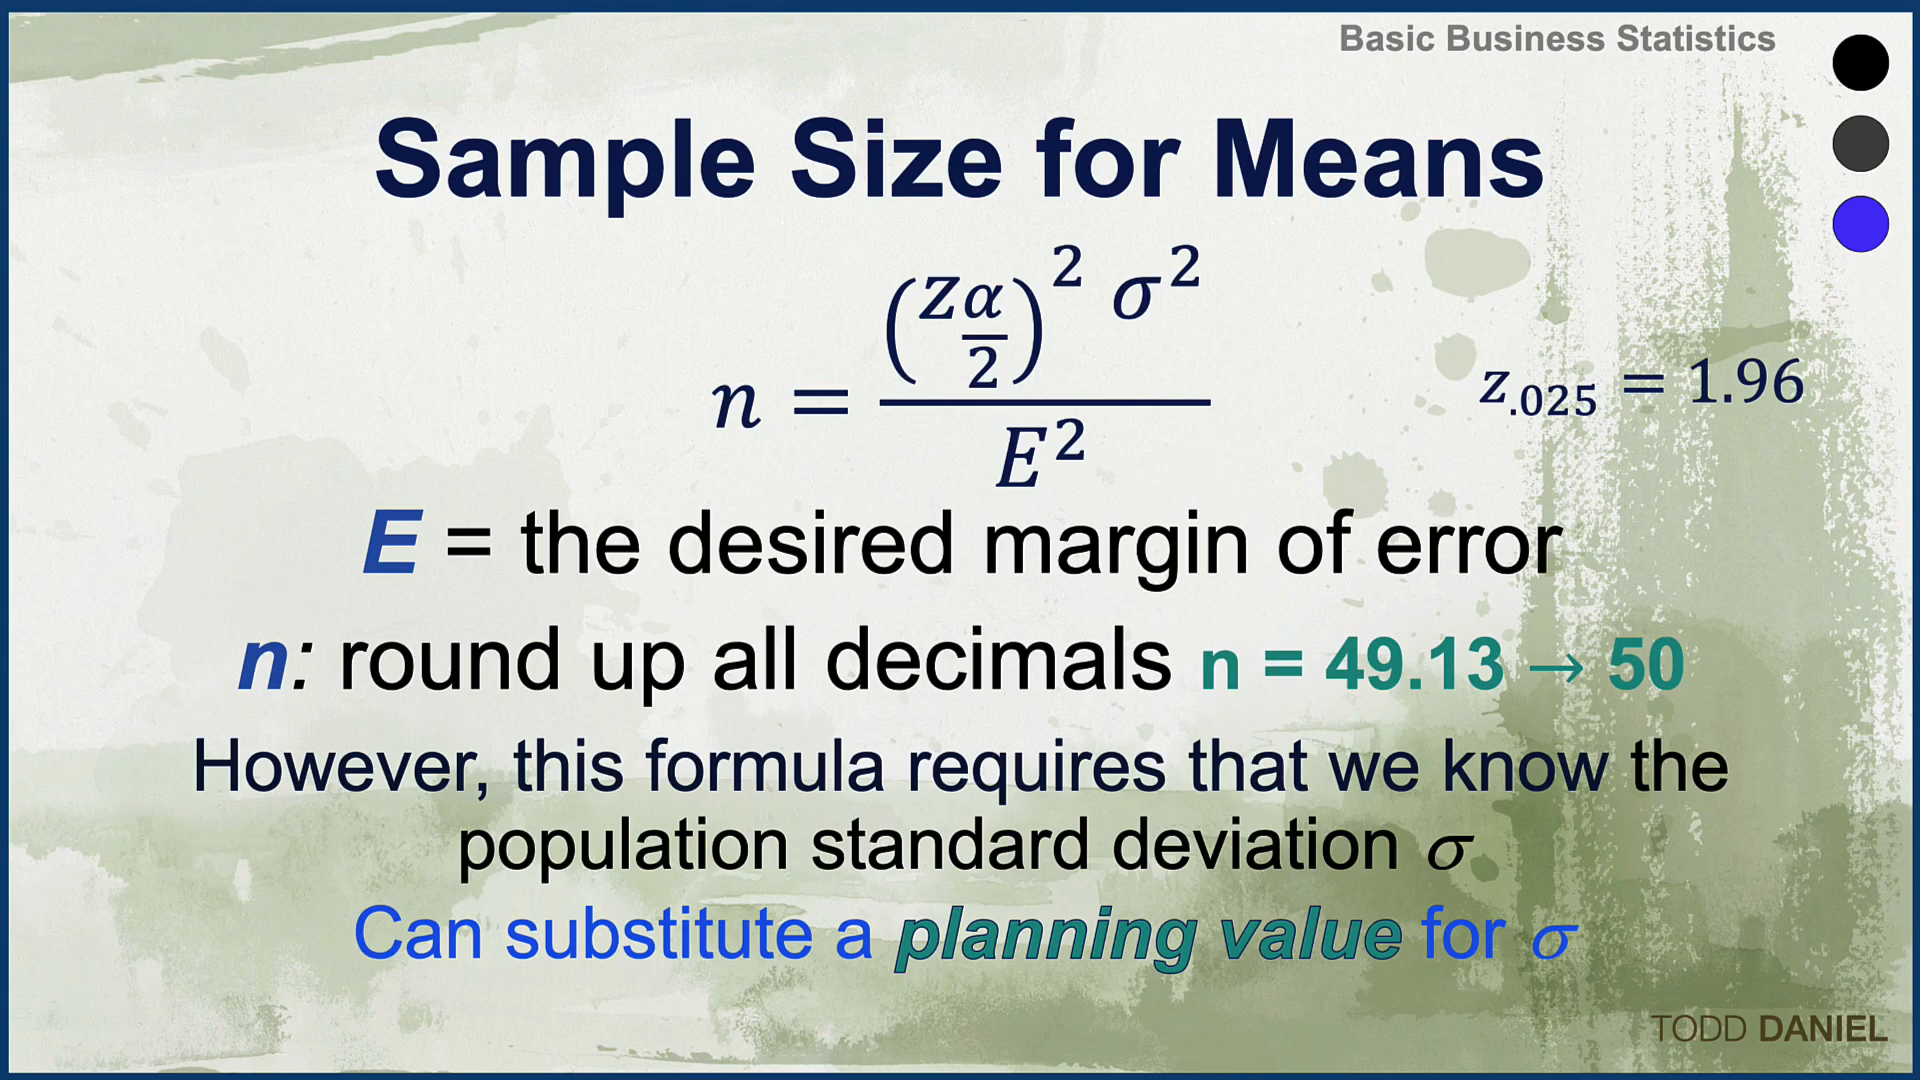 Basic Business Statistics
Sample Size for Means
n = (z_{α/2})² σ² / E²
z.₀₂₅ = 1.96
E = the desired margin of error
n: round up all decimals n = 49.13 → 50
However, this formula requires that we know the
population standard deviation σ
Can substitute a planning value for σ
TODD DANIEL